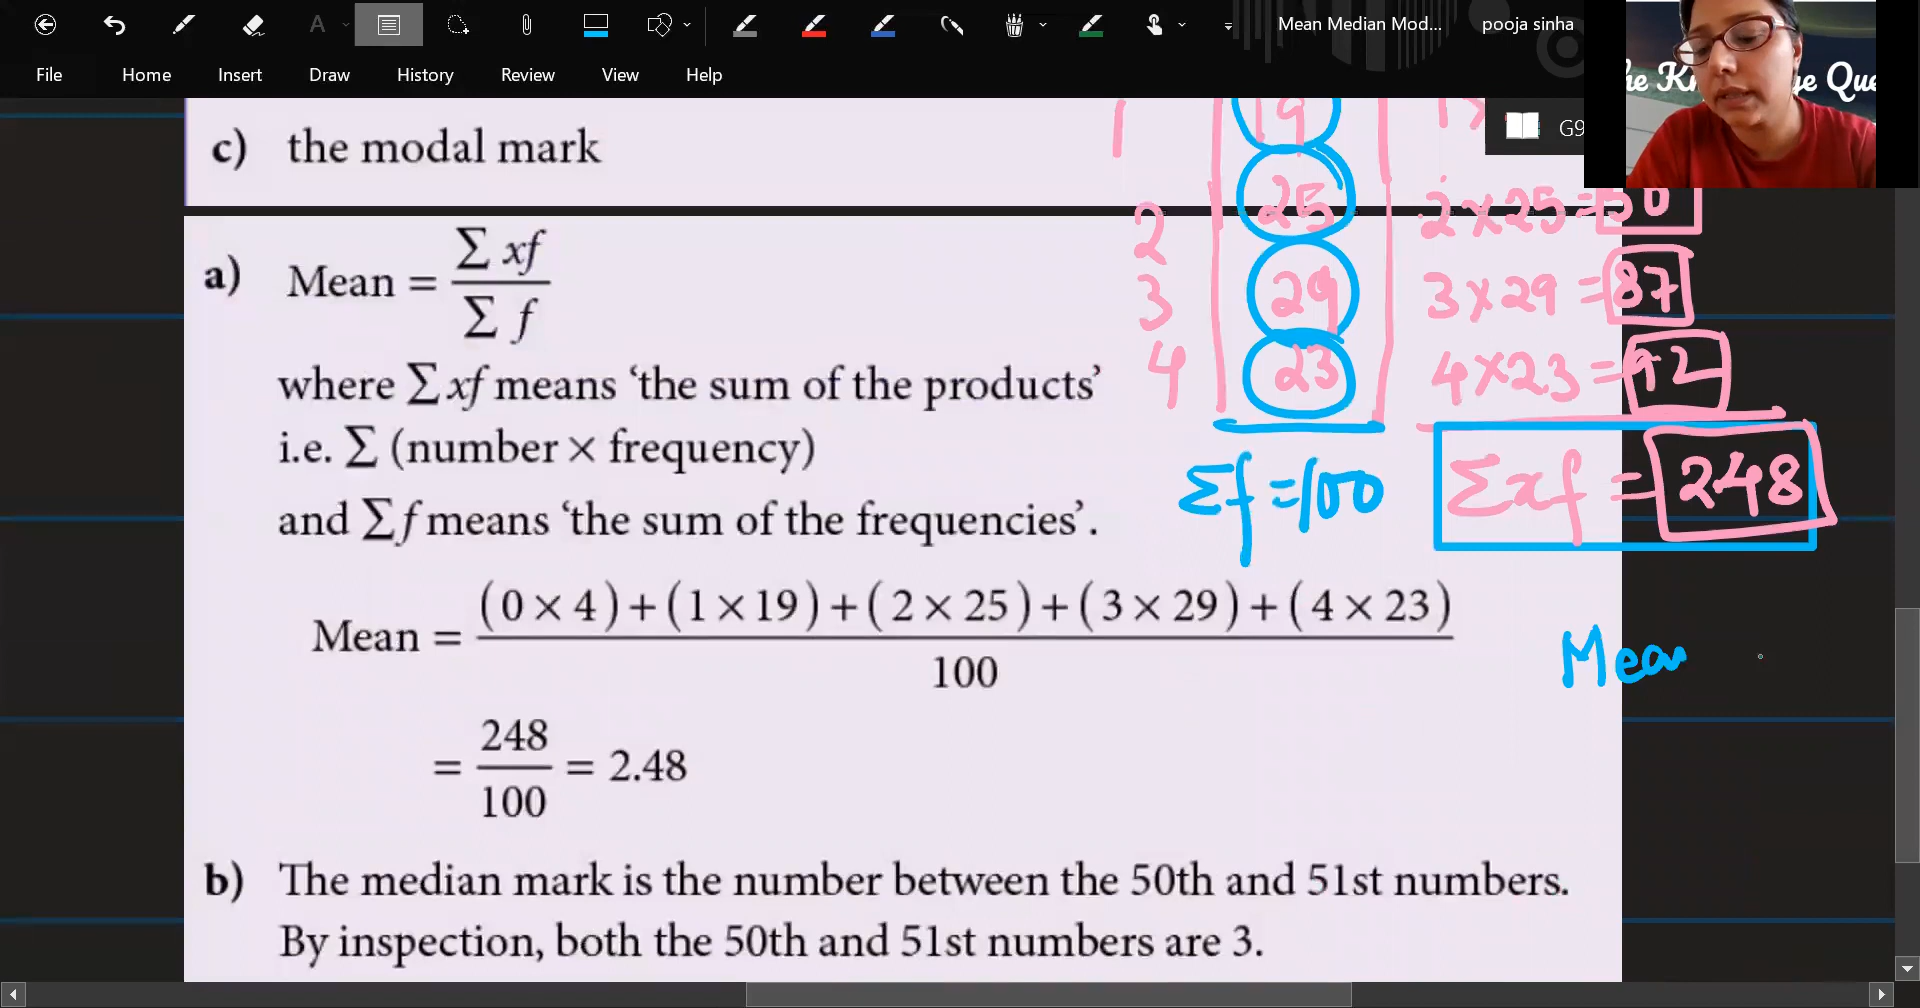 Mean Median Mod... pooja sinha
File Home Insert Draw History Review View Help
G9
c) the modal mark
1 19
2 25 2×25=50
3 29 3×29=87
4 23 4×23=92
Σf=100 Σxf=248
a) Mean = Σ xf / Σ f
where Σ xf means ‘the sum of the products’
i.e. Σ (number × frequency)
and Σ f means ‘the sum of the frequencies’.
Mean = (0 × 4) + (1 × 19) + (2 × 25) + (3 × 29) + (4 × 23) / 100
Mean
= 248 / 100 = 2.48
b) The median mark is the number between the 50th and 51st numbers.
By inspection, both the 50th and 51st numbers are 3.